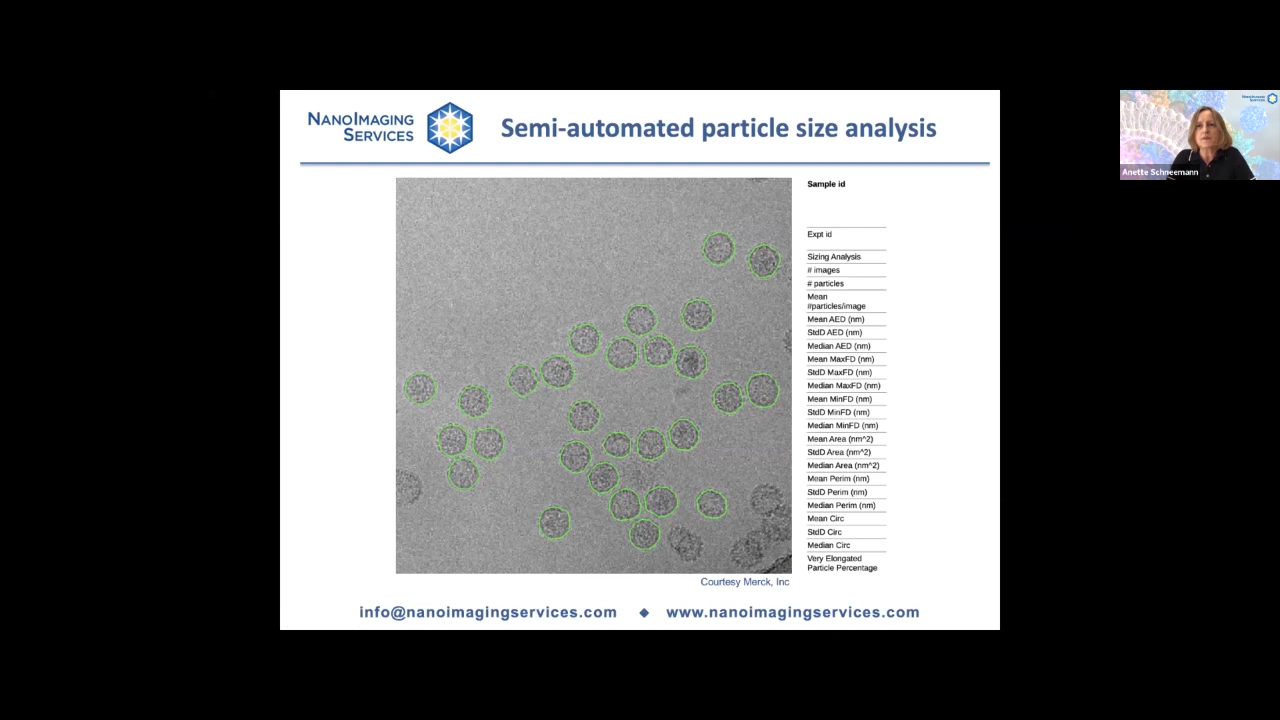 NANOIMAGING
SERVICES
Semi-automated particle size analysis
Sample id
Expt id
Sizing Analysis
# images
# particles
Mean
#particles/image
Mean AED (nm)
StdD AED (nm)
Median AED (nm)
Mean MaxFD (nm)
StdD MaxFD (nm)
Median MaxFD (nm)
Mean MinFD (nm)
StdD MinFD (nm)
Median MinFD (nm)
Mean Area (nm^2)
StdD Area (nm^2)
Median Area (nm^2)
Mean Perim (nm)
StdD Perim (nm)
Median Perim (nm)
Mean Circ
StdD Circ
Median Circ
Very Elongated
Particle Percentage
Courtesy Merck, Inc
info@nanoimagingservices.com ◆ www.nanoimagingservices.com
Anette Schneemann